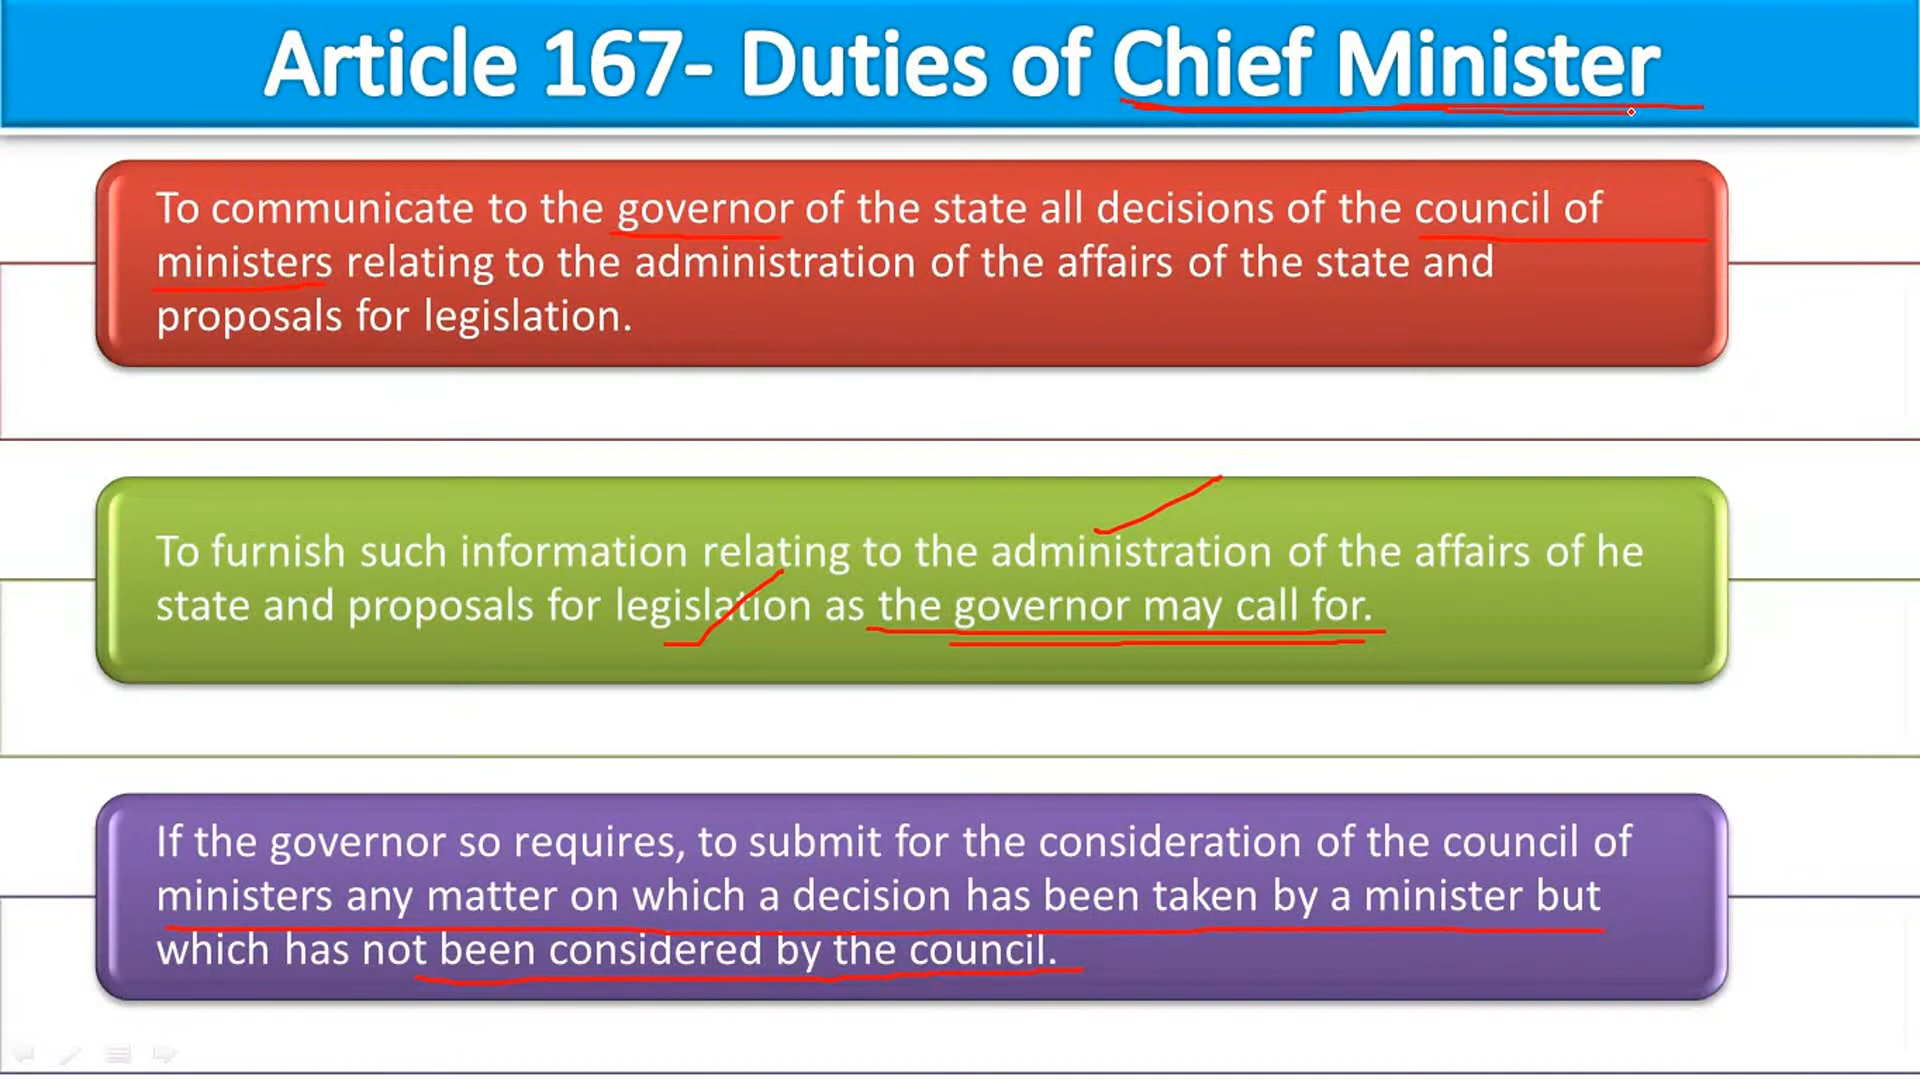 Article 167- Duties of Chief Minister
To communicate to the governor of the state all decisions of the council of
ministers relating to the administration of the affairs of the state and
proposals for legislation.
To furnish such information relating to the administration of the affairs of he
state and proposals for legislation as the governor may call for.
If the governor so requires, to submit for the consideration of the council of
ministers any matter on which a decision has been taken by a minister but
which has not been considered by the council.